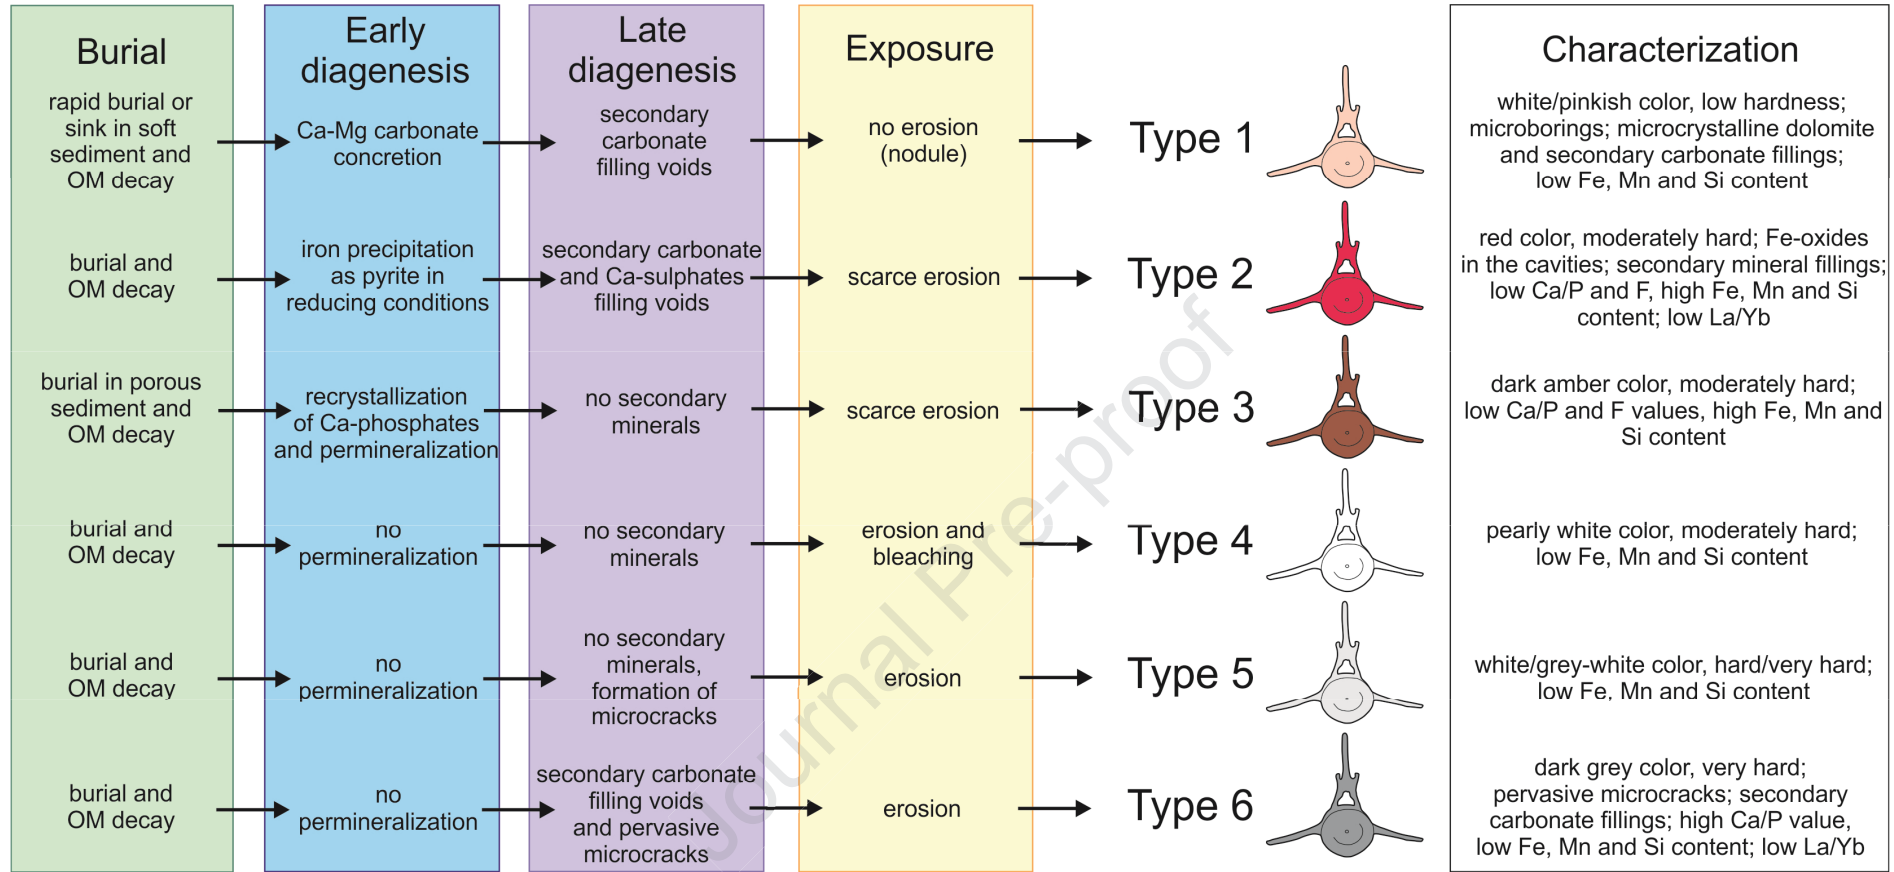 Burial
Early
diagenesis
Late
diagenesis
Exposure
Characterization
rapid burial or
sink in soft
sediment and
OM decay
Ca-Mg carbonate
concretion
secondary
carbonate
filling voids
no erosion
(nodule)
Type 1
white/pinkish color, low hardness;
microborings; microcrystalline dolomite
and secondary carbonate fillings;
low Fe, Mn and Si content
burial and
OM decay
iron precipitation
as pyrite in
reducing conditions
secondary carbonate
and Ca-sulphates
filling voids
scarce erosion
Type 2
red color, moderately hard; Fe-oxides
in the cavities; secondary mineral fillings;
low Ca/P and F, high Fe, Mn and Si
content; low La/Yb
burial in porous
sediment and
OM decay
recrystallization
of Ca-phosphates
and permineralization
no secondary
minerals
scarce erosion
Type 3
dark amber color, moderately hard;
low Ca/P and F values, high Fe, Mn and
Si content
burial and
OM decay
no
permineralization
no secondary
minerals
erosion and
bleaching
Type 4
pearly white color, moderately hard;
low Fe, Mn and Si content
burial and
OM decay
no
permineralization
no secondary
minerals,
formation of
microcracks
erosion
Type 5
white/grey-white color, hard/very hard;
low Fe, Mn and Si content
burial and
OM decay
no
permineralization
secondary carbonate
filling voids
and pervasive
microcracks
erosion
Type 6
dark grey color, very hard;
pervasive microcracks; secondary
carbonate fillings; high Ca/P value,
low Fe, Mn and Si content; low La/Yb
Journal Pre-proof